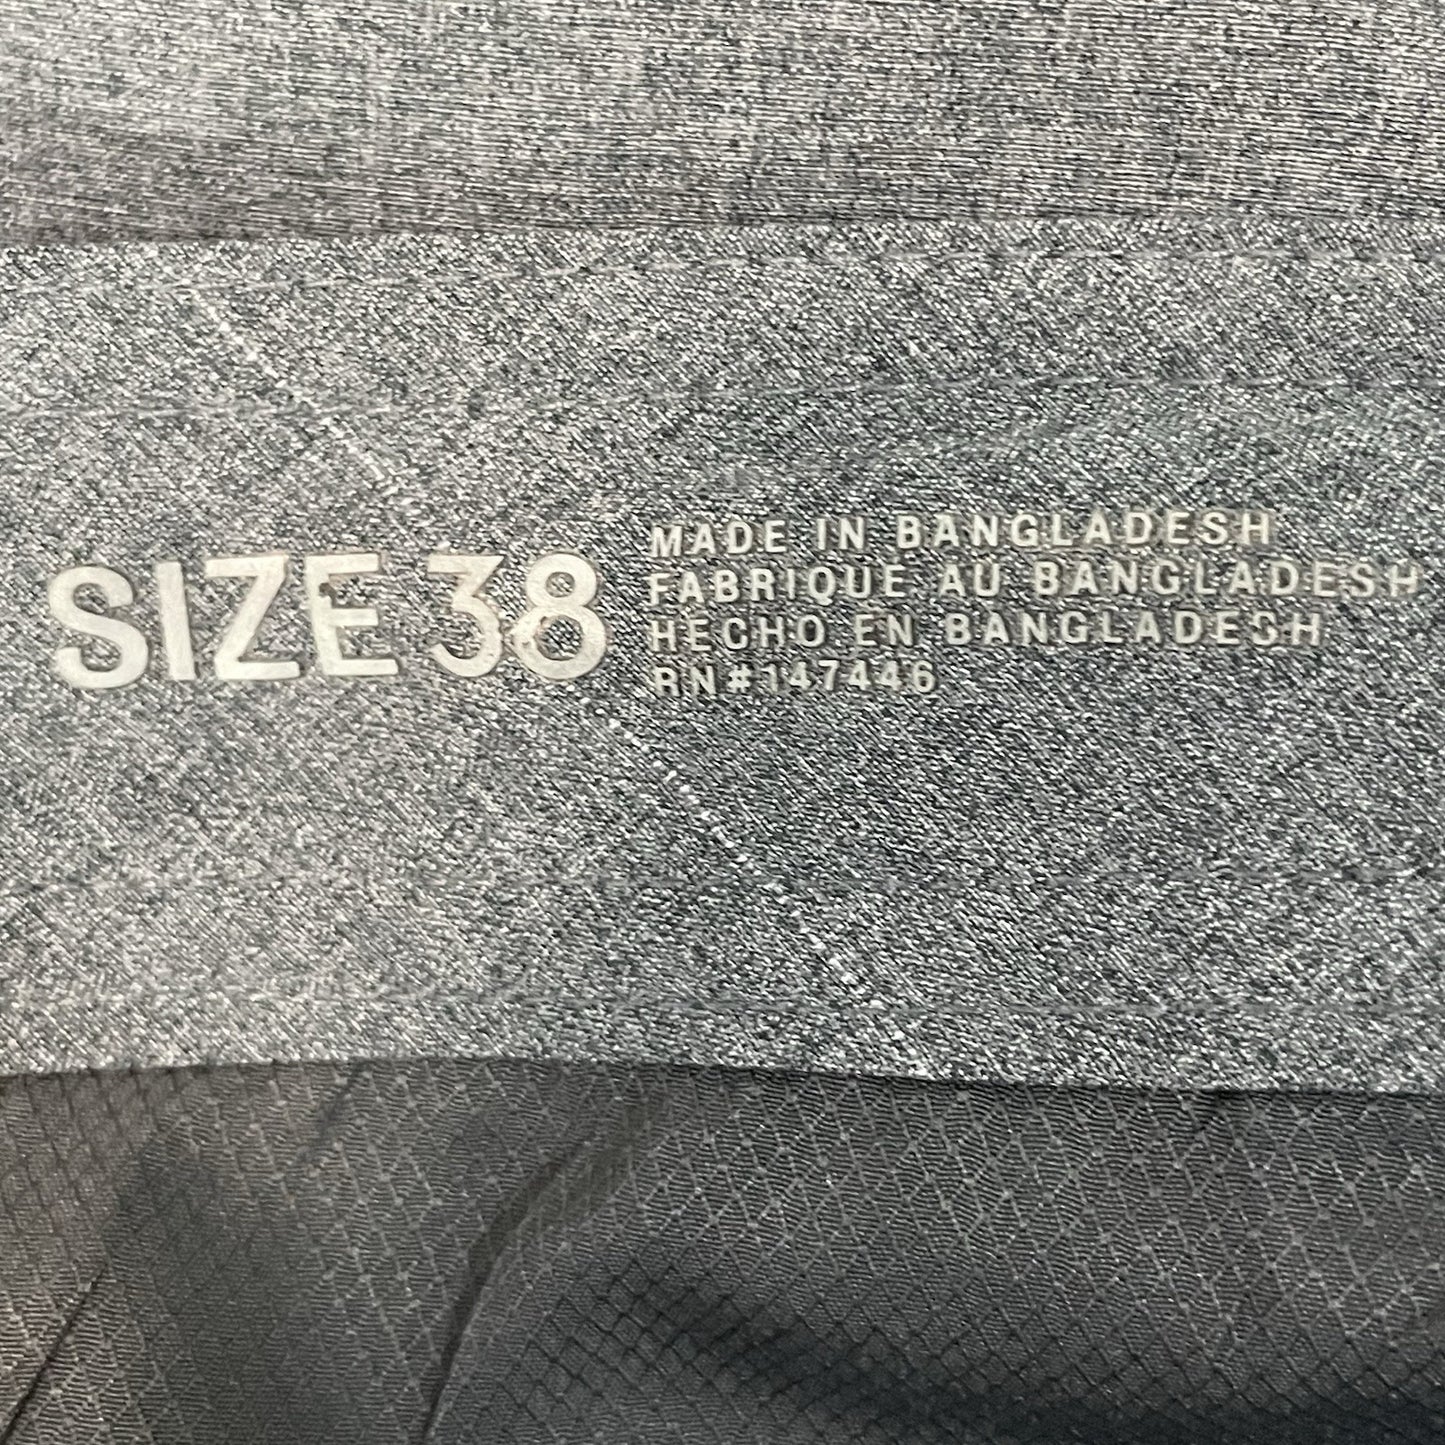 SIZE 38
MADE IN BANGLADESH
FABRIQUE AU BANGLADESH
HECHO EN BANGLADESH
RN#147446